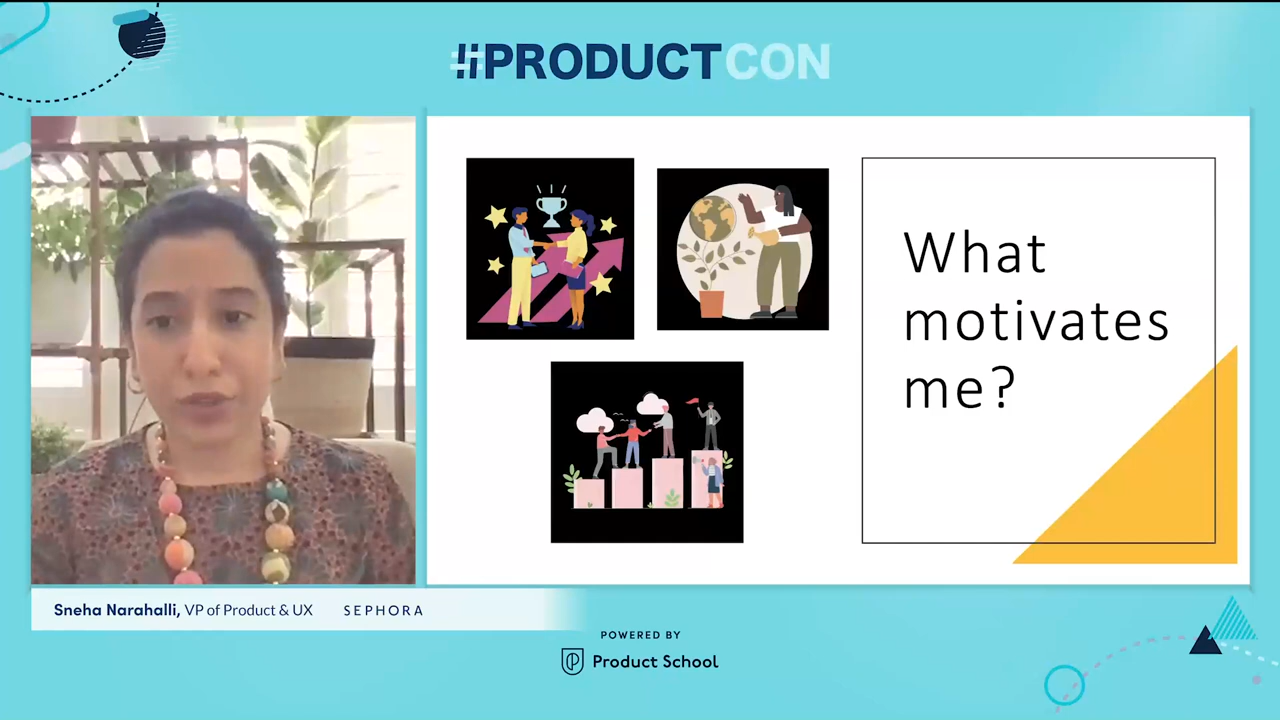 #PRODUCTCON
What
motivates
me?
Sneha Narahalli, VP of Product & UX SEPHORA
POWERED BY
Product School